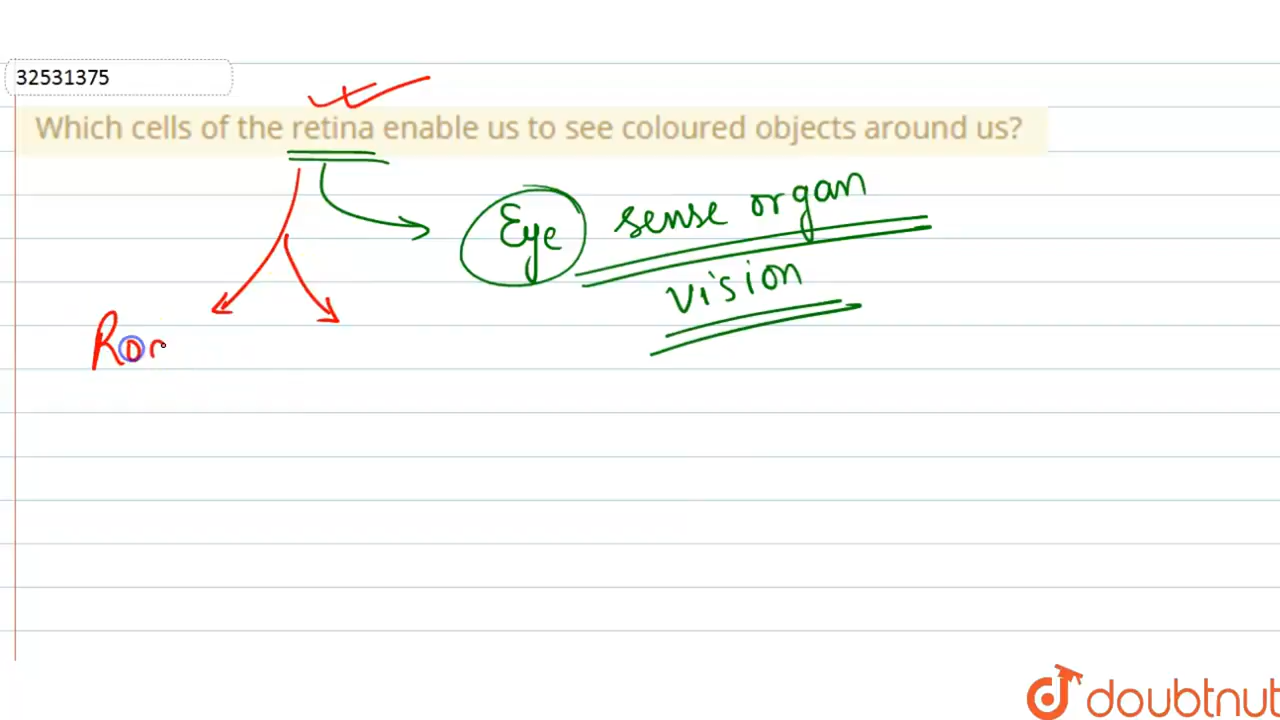 32531375
Which cells of the retina enable us to see coloured objects around us?
Eye sense organ
vision
Ror
doubtnut